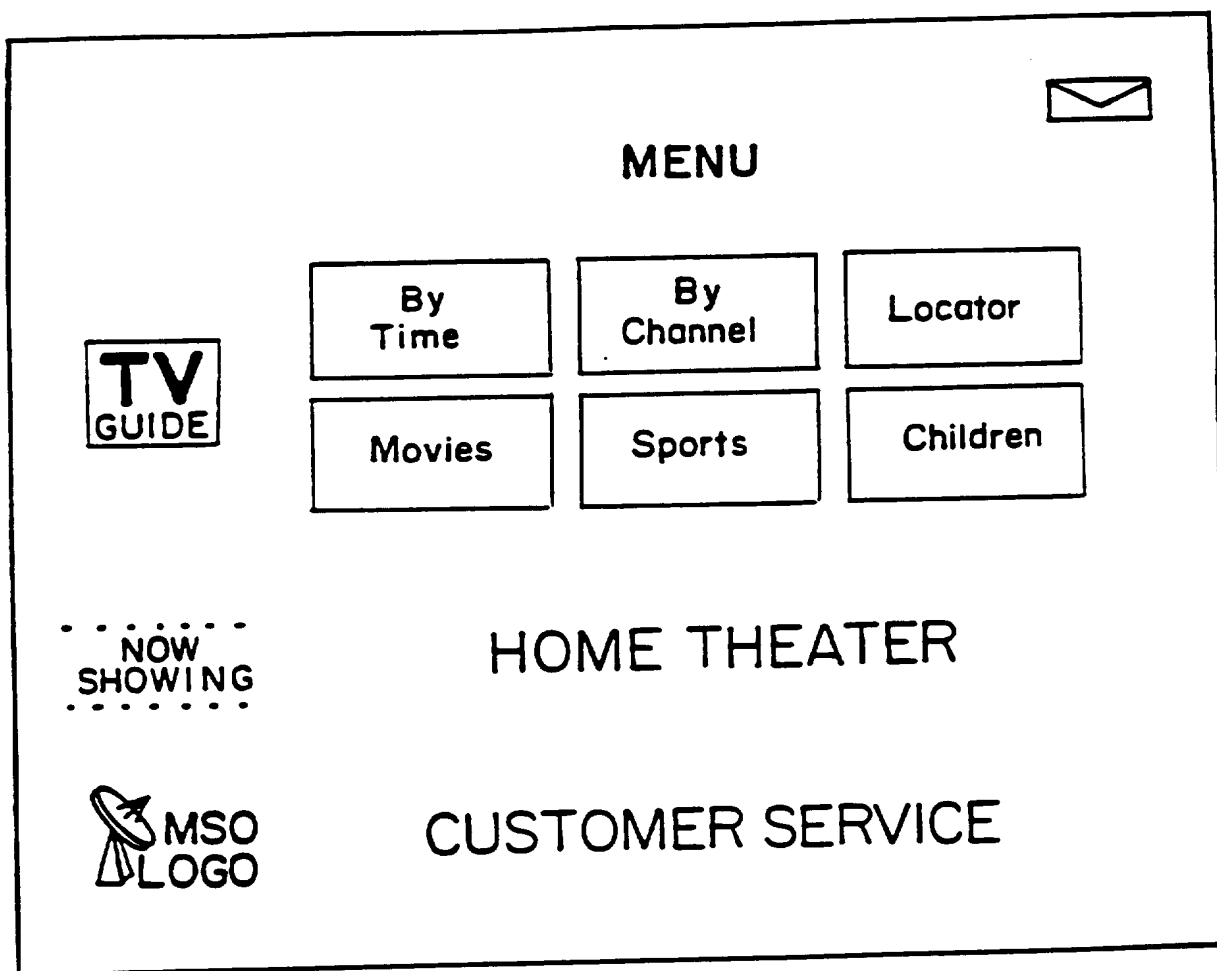 MENU
By
Time
By
Channel
Locator
TV
GUIDE
Movies
Sports
Children
NOW
SHOWING
HOME THEATER
MSO
LOGO
CUSTOMER SERVICE